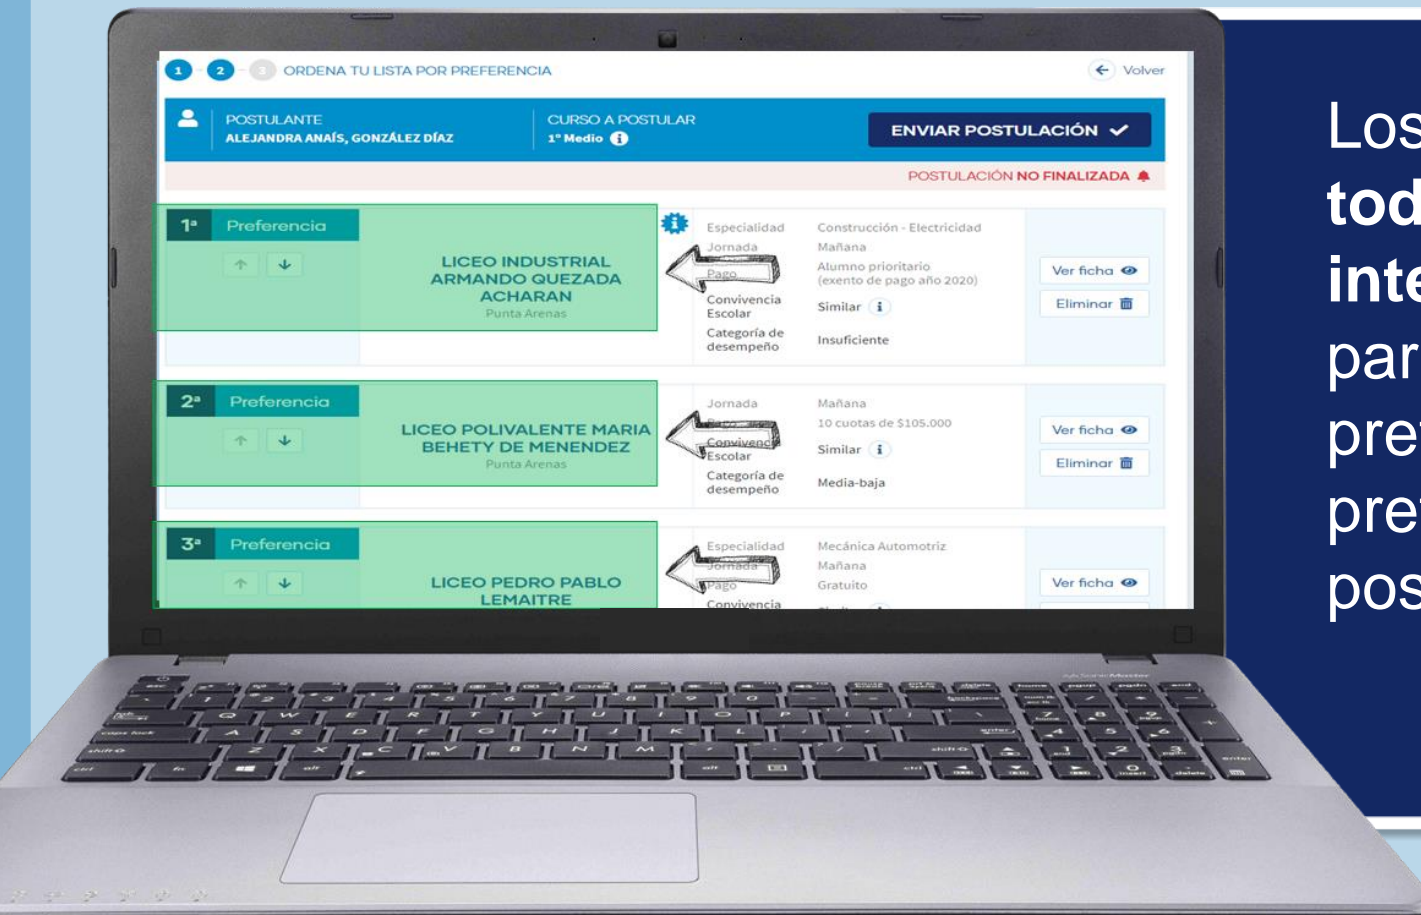 1 - 2 - 3 ORDENA TU LISTA POR PREFERENCIA
Volver
POSTULANTE
ALEJANDRA ANAÍS, GONZÁLEZ DÍAZ
CURSO A POSTULAR
1º Medio
ENVIAR POSTULACIÓN
POSTULACIÓN NO FINALIZADA
1ª Preferencia
LICEO INDUSTRIAL
ARMANDO QUEZADA
ACHARAN
Punta Arenas
Especialidad Construcción - Electricidad
Jornada Mañana
Pago Alumno prioritario
(exento de pago año 2020)
Convivencia
Escolar Similar
Categoría de
desempeño Insuficiente
Ver ficha
Eliminar
2ª Preferencia
LICEO POLIVALENTE MARIA
BEHETY DE MENENDEZ
Punta Arenas
Jornada Mañana
10 cuotas de $105.000
Convivencia
Escolar Similar
Categoría de
desempeño Media-baja
Ver ficha
Eliminar
3ª Preferencia
LICEO PEDRO PABLO
LEMAITRE
Especialidad Mecánica Automotriz
Jornada Mañana
Pago Gratuito
Convivencia
Ver ficha
Los
tod
inte
par
pre
pre
pos